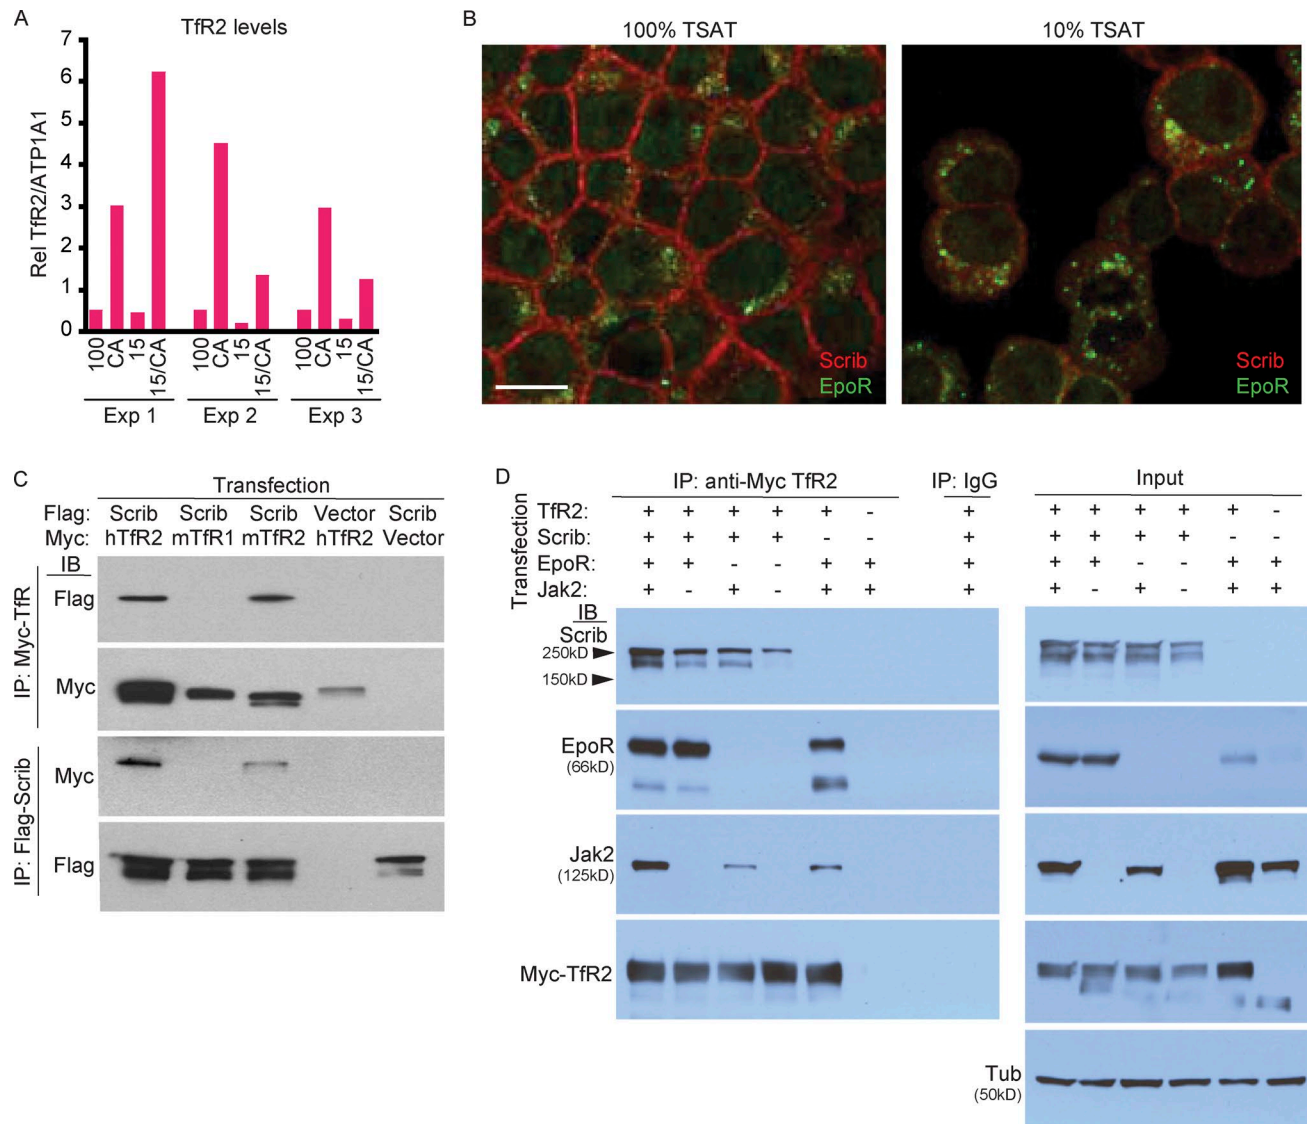 A
TfR2 levels
Rel TfR2/ATP1A1
7
6
5
4
3
2
1
0
100 CA 15 15/CA 100 CA 15 15/CA 100 CA 15 15/CA
Exp 1 Exp 2 Exp 3
B
100% TSAT 10% TSAT
Scrib Scrib
EpoR EpoR
C
Transfection
Flag: Scrib Scrib Scrib Vector Scrib
Myc: hTfR2 mTfR1 mTfR2 hTfR2 Vector
IB
IP: Myc-TfR
Flag
Myc
IP: Flag-Scrib
Myc
Flag
D
IP: anti-Myc TfR2 IP: IgG Input
Transfection
TfR2: + + + + + - + + + + + + -
Scrib: + + + + - - + + + + + - -
EpoR: + + - - + + + + + - - + +
Jak2: + - + - + + + + - + - + +
IB
Scrib
250kD
150kD
EpoR
(66kD)
Jak2
(125kD)
Myc-TfR2
Tub
(50kD)